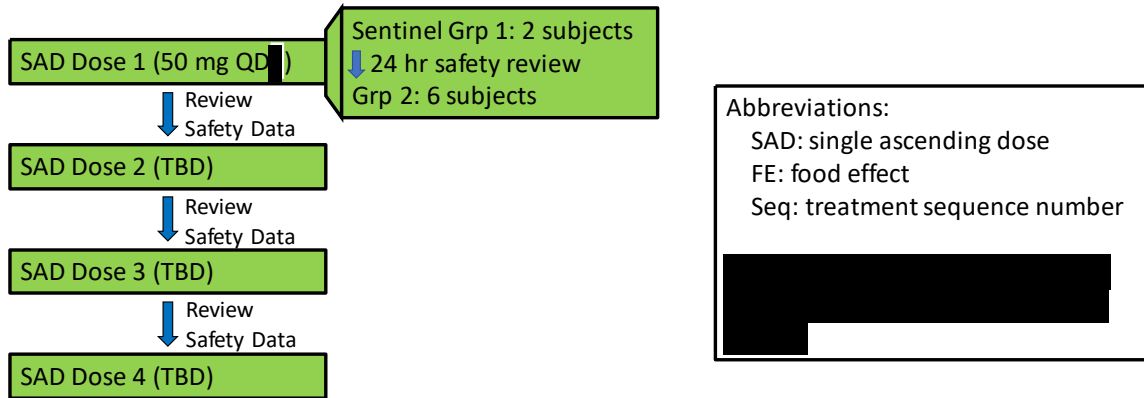 SAD Dose 1 (50 mg QD )
Sentinel Grp 1: 2 subjects
24 hr safety review
Grp 2: 6 subjects
Review
Safety Data
SAD Dose 2 (TBD)
Review
Safety Data
SAD Dose 3 (TBD)
Review
Safety Data
SAD Dose 4 (TBD)
Abbreviations:
SAD: single ascending dose
FE: food effect
Seq: treatment sequence number